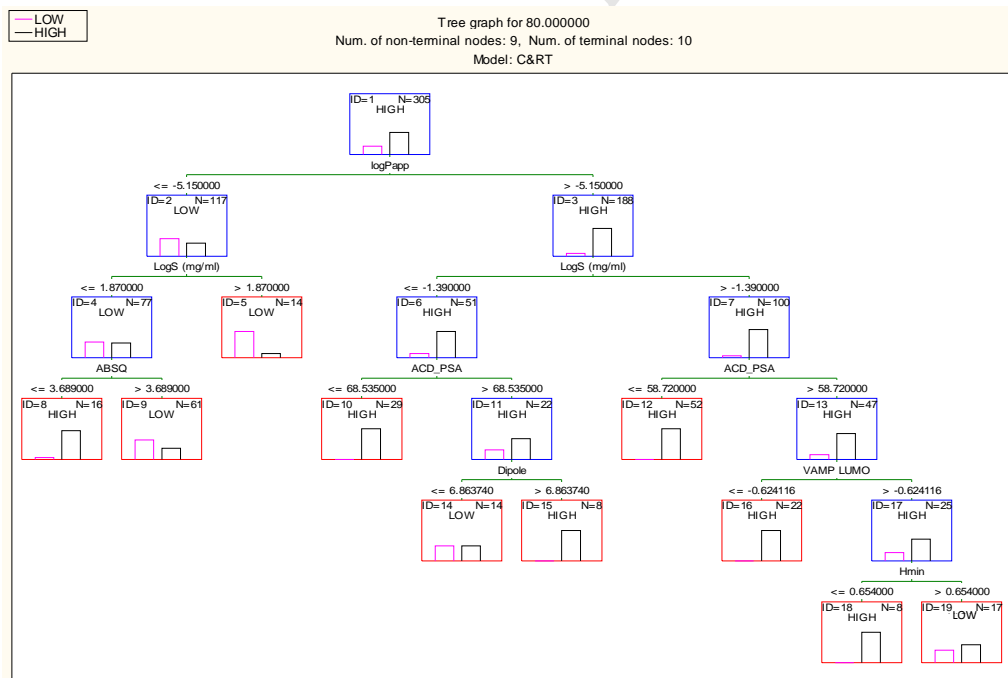 LOW
HIGH
Tree graph for 80.000000
Num. of non-terminal nodes: 9, Num. of terminal nodes: 10
Model: C&RT
ID=1 N=305
HIGH
logPapp
<= -5.150000 > -5.150000
ID=2 N=117 ID=3 N=188
LOW HIGH
LogS (mg/ml) LogS (mg/ml)
<= 1.870000 > 1.870000 <= -1.390000 > -1.390000
ID=4 N=77 ID=5 N=14 ID=6 N=51 ID=7 N=100
LOW LOW HIGH HIGH
ABSQ ACD_PSA ACD_PSA
<= 3.689000 > 3.689000 <= 68.535000 > 68.535000 <= 58.720000 > 58.720000
ID=8 N=16 ID=9 N=61 ID=10 N=29 ID=11 N=22 ID=12 N=52 ID=13 N=47
HIGH LOW HIGH HIGH HIGH HIGH
Dipole VAMP LUMO
<= 6.863740 > 6.863740 <= -0.624116 > -0.624116
ID=14 N=14 ID=15 N=8 ID=16 N=22 ID=17 N=25
LOW HIGH HIGH HIGH
Hmin
<= 0.654000 > 0.654000
ID=18 N=8 ID=19 N=17
HIGH LOW